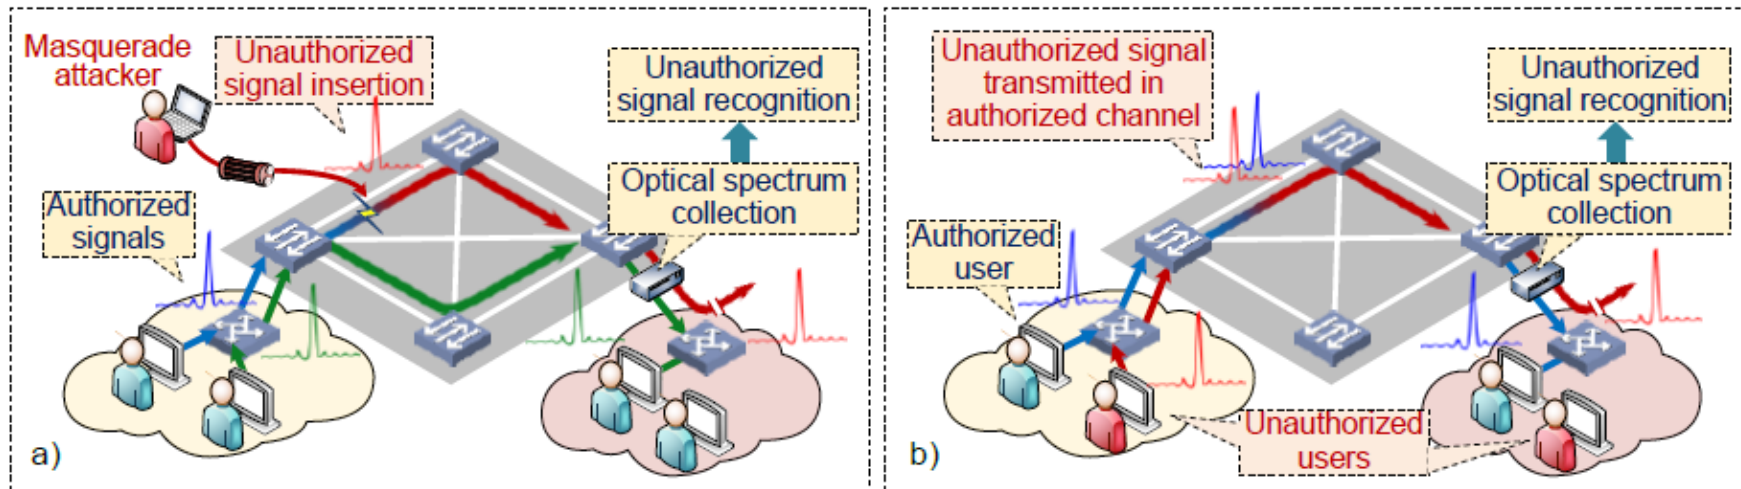 Masquerade
attacker
Unauthorized
signal insertion
Unauthorized
signal recognition
Optical spectrum
collection
Authorized
signals
a)
Unauthorized signal
transmitted in
authorized channel
Unauthorized
signal recognition
Optical spectrum
collection
Authorized
user
Unauthorized
users
b)